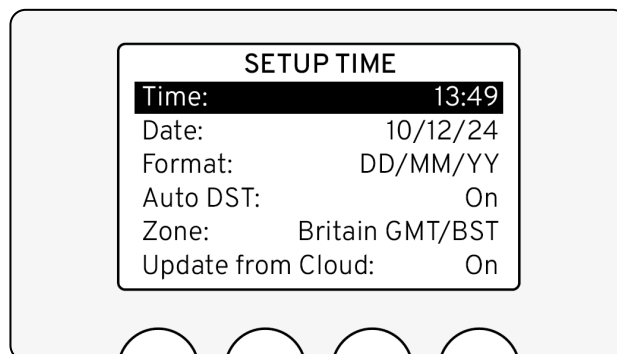 SETUP TIME
Time: 13:49
Date: 10/12/24
Format: DD/MM/YY
Auto DST: On
Zone: Britain GMT/BST
Update from Cloud: On